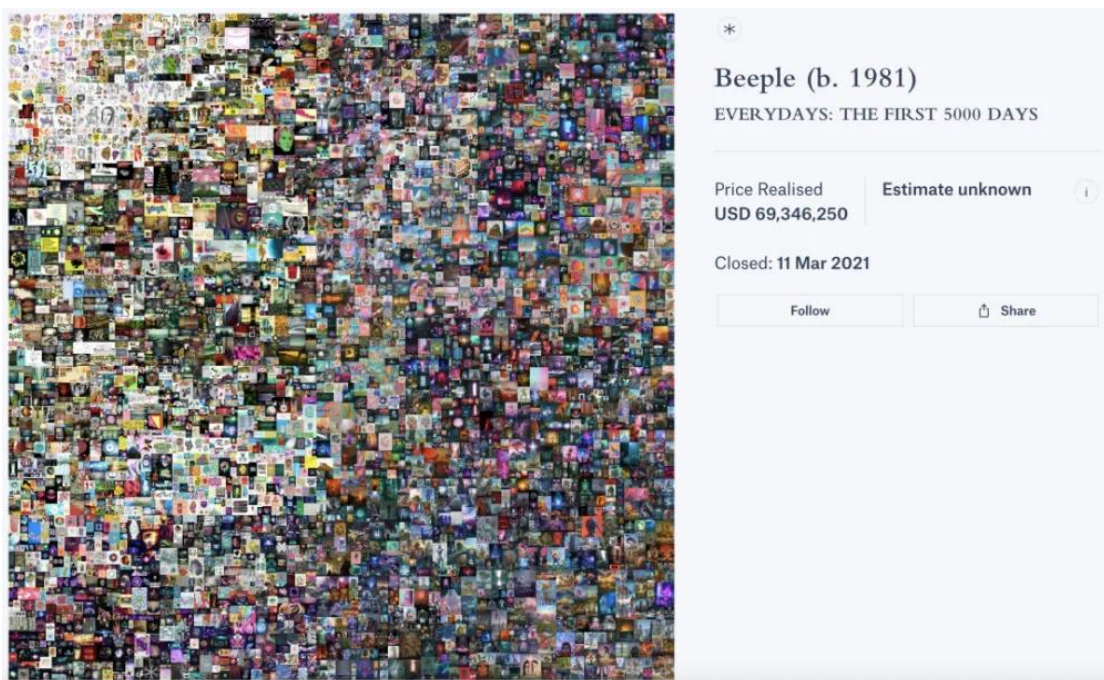 Beeple (b. 1981)
EVERYDAYS: THE FIRST 5000 DAYS
Price Realised
USD 69,346,250
Estimate unknown
i
Closed: 11 Mar 2021
Follow
Share